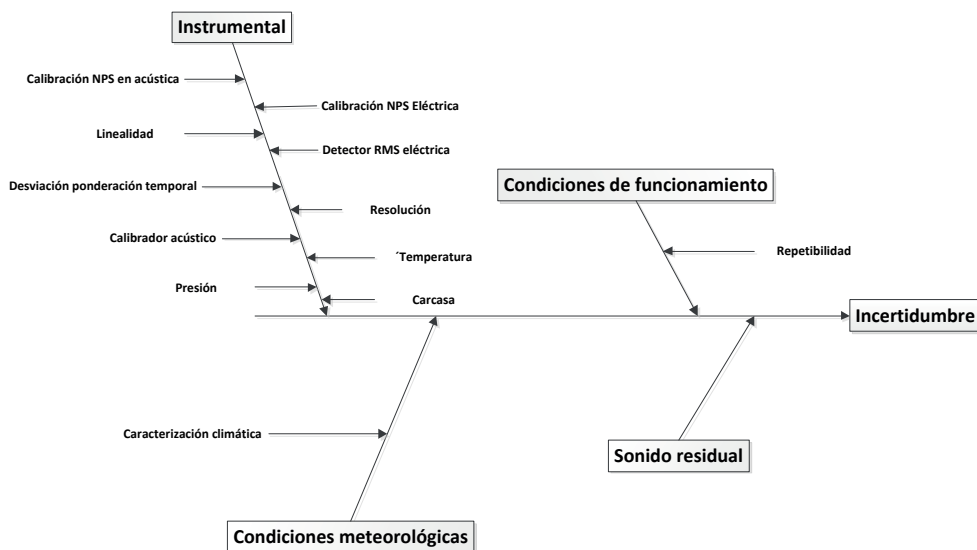 Instrumental
Calibración NPS en acústica
Calibración NPS Eléctrica
Linealidad
Detector RMS eléctrica
Desviación ponderación temporal
Condiciones de funcionamiento
Resolución
Calibrador acústico
Repetibilidad
´Temperatura
Presión
Carcasa
Incertidumbre
Caracterización climática
Sonido residual
Condiciones meteorológicas